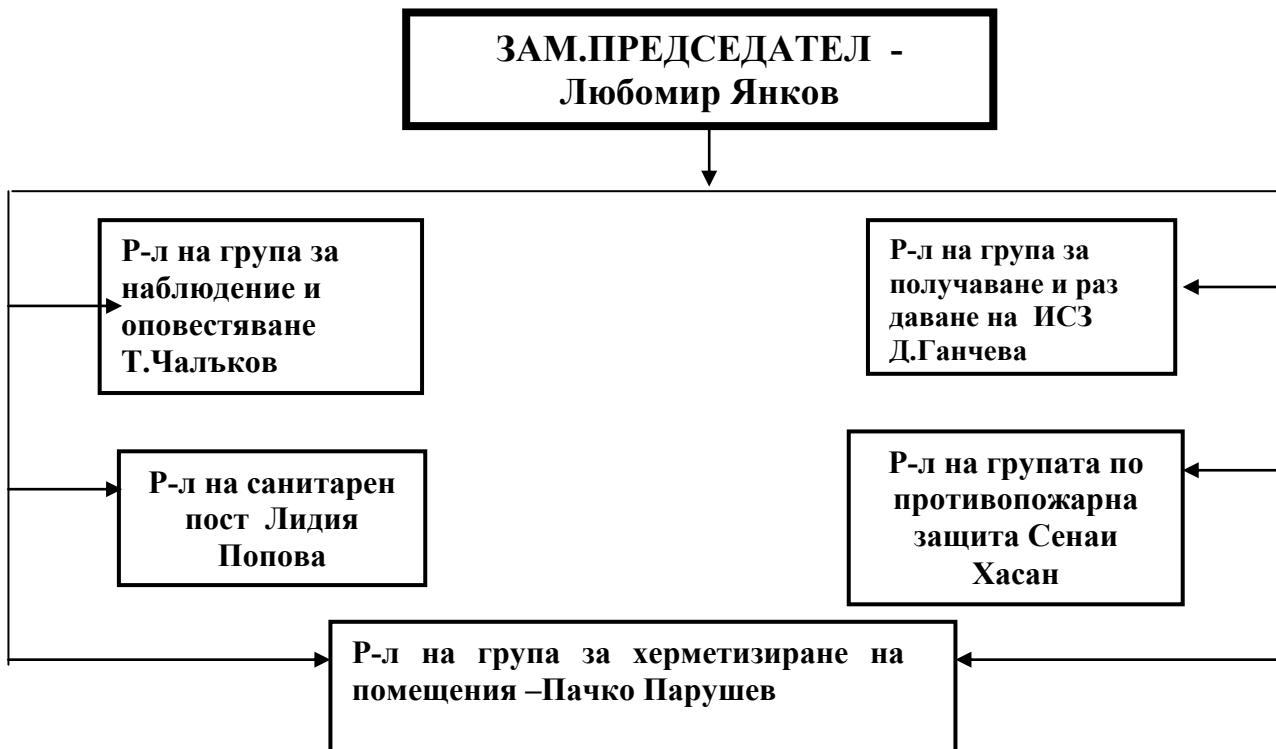 ЗАМ.ПРЕДСЕДАТЕЛ -
Любомир Янков
Р-л на група за
наблюдение и
оповестяване
Т.Чалъков
Р-л на група за
получаване и раз
даване на ИСЗ
Д.Ганчева
Р-л на санитарен
пост Лидия
Попова
Р-л на групата по
противопожарна
защита Сенаи
Хасан
Р-л на група за херметизиране на
помещения –Пачко Парушев